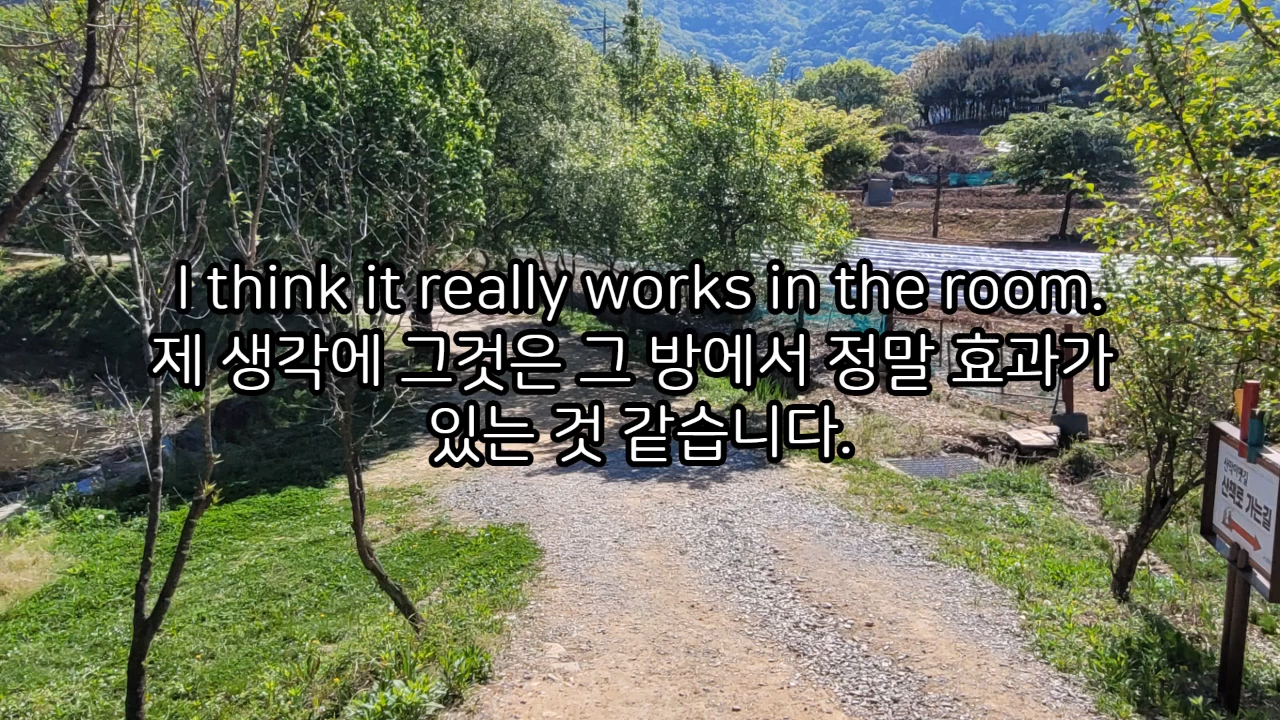 I think it really works in the room.
제 생각에 그것은 그 방에서 정말 효과가
있는 것 같습니다.
산책로 가는길